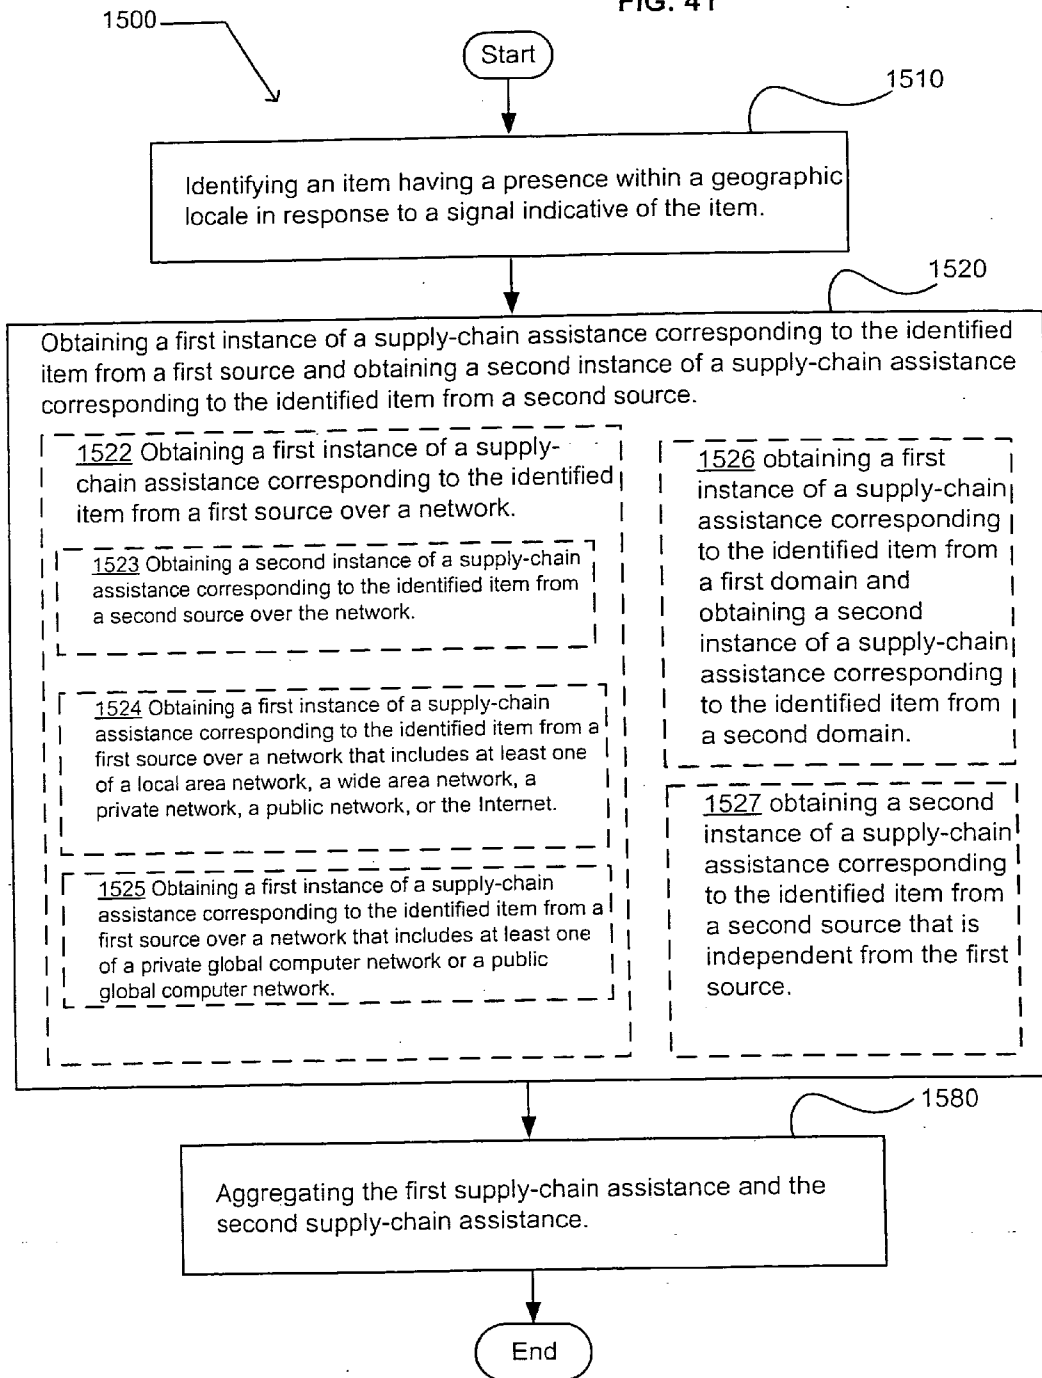 FIG. 41
1500
Start
1510
Identifying an item having a presence within a geographic
locale in response to a signal indicative of the item.
1520
Obtaining a first instance of a supply-chain assistance corresponding to the identified
item from a first source and obtaining a second instance of a supply-chain assistance
corresponding to the identified item from a second source.
1522 Obtaining a first instance of a supply-
chain assistance corresponding to the identified
item from a first source over a network.
1523 Obtaining a second instance of a supply-chain
assistance corresponding to the identified item from
a second source over the network.
1524 Obtaining a first instance of a supply-chain
assistance corresponding to the identified item from a
first source over a network that includes at least one
of a local area network, a wide area network, a
private network, a public network, or the Internet.
1525 Obtaining a first instance of a supply-chain
assistance corresponding to the identified item from a
first source over a network that includes at least one
of a private global computer network or a public
global computer network.
1526 obtaining a first
instance of a supply-chain
assistance corresponding
to the identified item from
a first domain and
obtaining a second
instance of a supply-chain
assistance corresponding
to the identified item from
a second domain.
1527 obtaining a second
instance of a supply-chain
assistance corresponding
to the identified item from
a second source that is
independent from the first
source.
1580
Aggregating the first supply-chain assistance and the
second supply-chain assistance.
End